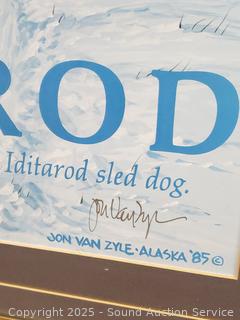 ROD
Iditarod sled dog.
Jon Van Zyle
JON VAN ZYLE • ALASKA '85 ©
Copyright 2025 - Sound Auction Service